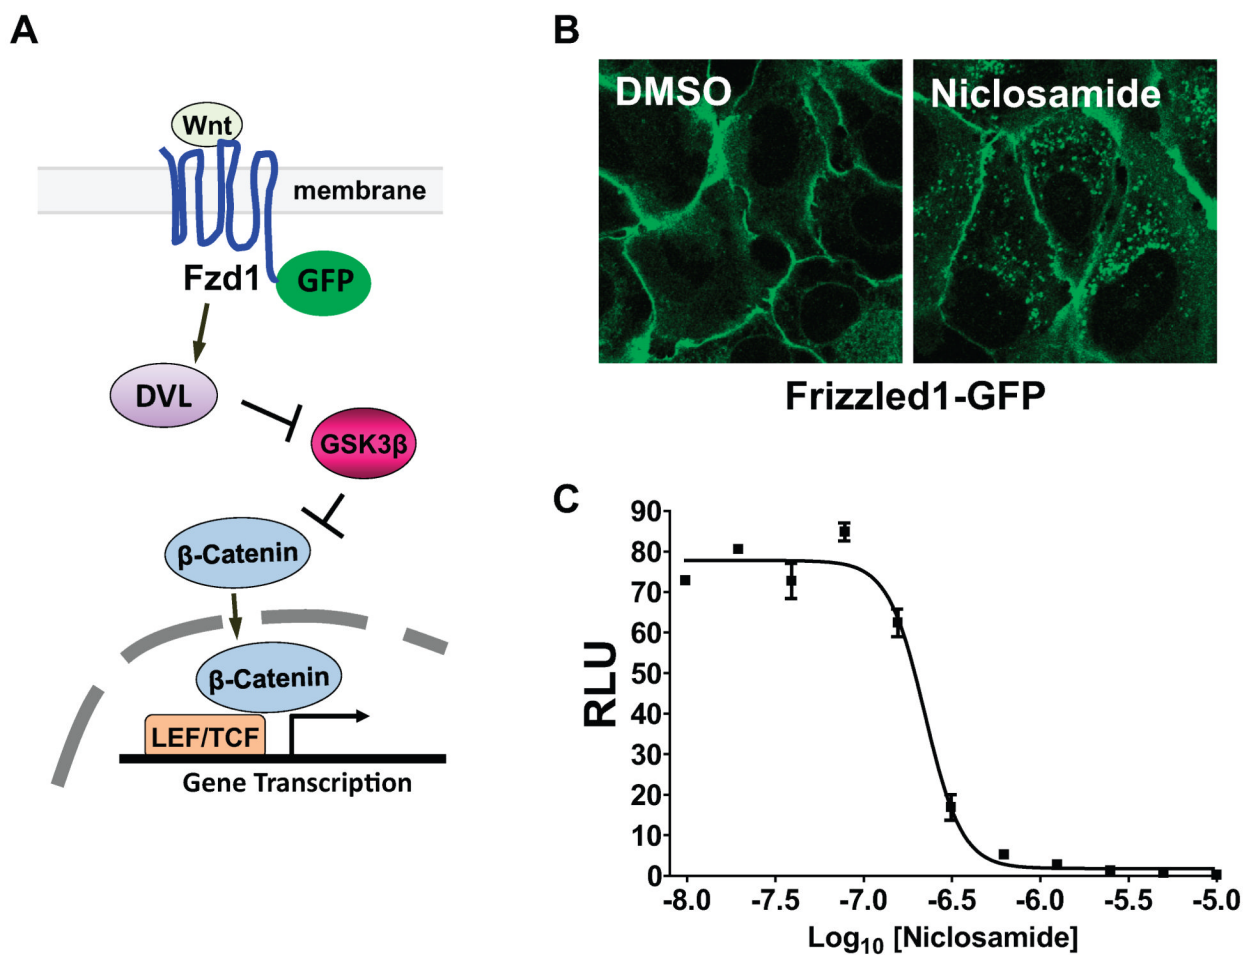 A
Wnt
membrane
Fzd1
GFP
DVL
GSK3β
β-Catenin
β-Catenin
LEF/TCF
Gene Transcription
B
DMSO
Niclosamide
Frizzled1-GFP
C
90
80
70
60
50
40
30
20
10
0
RLU
-8.0 -7.5 -7.0 -6.5 -6.0 -5.5 -5.0
Log₁₀ [Niclosamide]